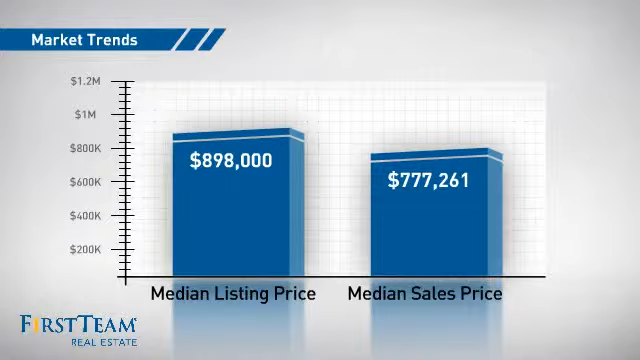 Market Trends
$1.2M
$1M
$800K
$600K
$400K
$200K
$898,000
$777,261
Median Listing Price
Median Sales Price
FIRSTTEAM®
REAL ESTATE